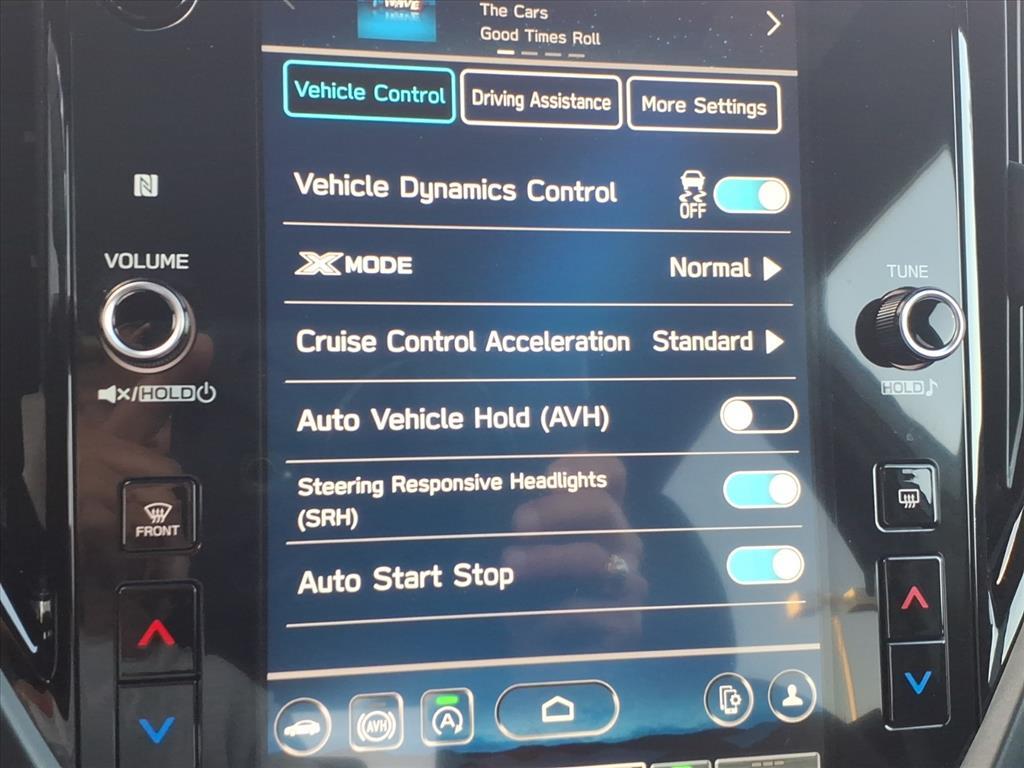 WAVE
The Cars
Good Times Roll
Vehicle Control
Driving Assistance
More Settings
Vehicle Dynamics Control
OFF
X MODE
Normal
Cruise Control Acceleration
Standard
Auto Vehicle Hold (AVH)
Steering Responsive Headlights
(SRH)
Auto Start Stop
AVH
A
N
VOLUME
/HOLD
FRONT
TUNE
HOLD